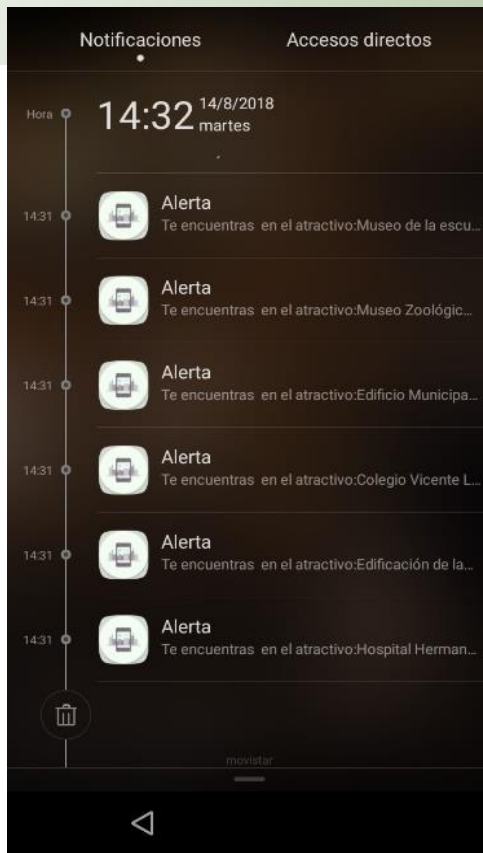 Notificaciones Accesos directos
Hora 14:32 14/8/2018
martes
Alerta
14:31 Te encuentras en el atractivo:Museo de la escu...
Alerta
14:31 Te encuentras en el atractivo:Museo Zoológic...
Alerta
14:31 Te encuentras en el atractivo:Edificio Municipa...
Alerta
14:31 Te encuentras en el atractivo:Colegio Vicente L...
Alerta
14:31 Te encuentras en el atractivo:Edificación de la...
Alerta
14:31 Te encuentras en el atractivo:Hospital Herman...
movistar